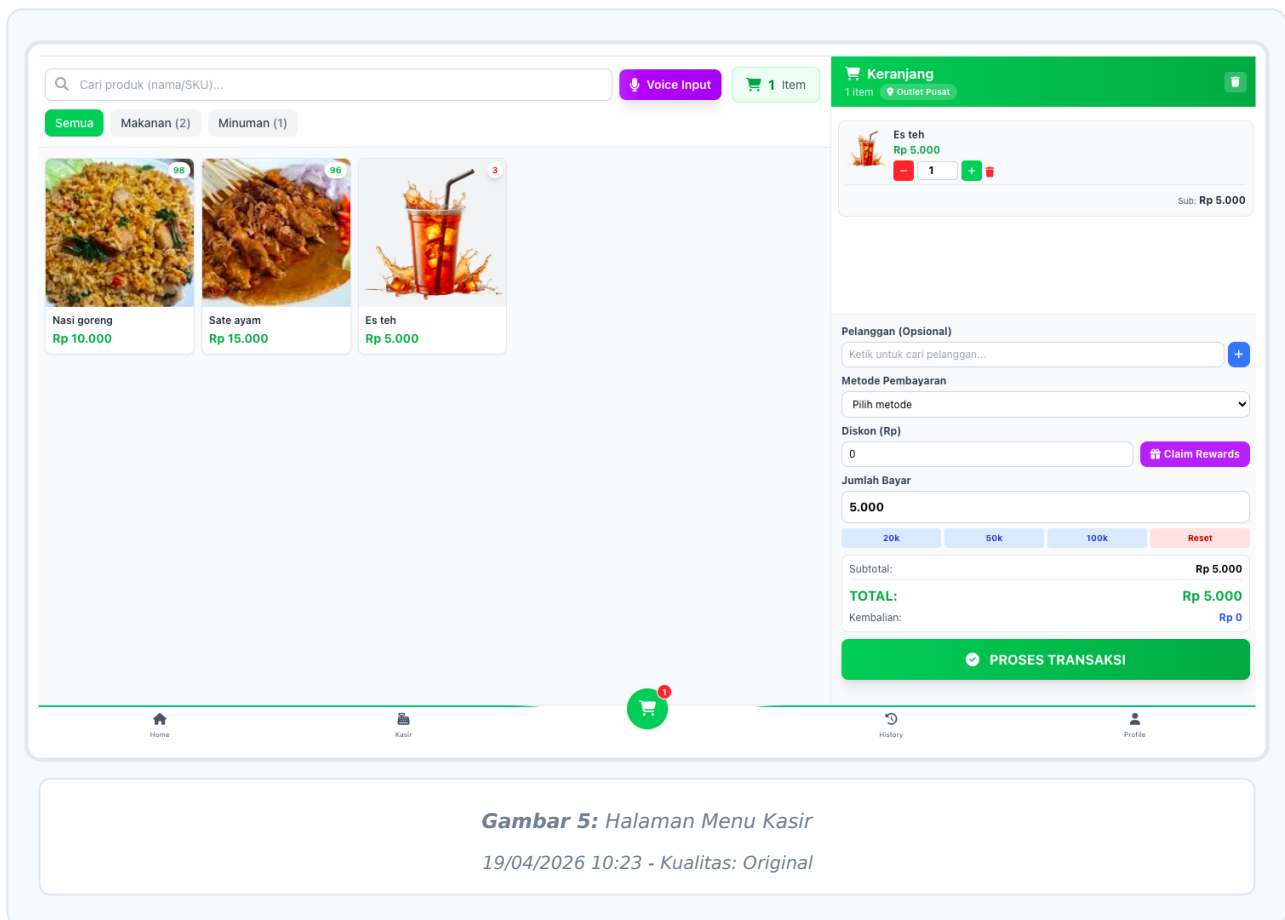 Cari produk (nama/SKU)...
Voice Input
1 Item
Semua
Makanan (2)
Minuman (1)
98
Nasi goreng
Rp 10.000
96
Sate ayam
Rp 15.000
3
Es teh
Rp 5.000
Keranjang
1 item
Outlet Pusat
Es teh
Rp 5.000
− 1 +
Sub: Rp 5.000
Pelanggan (Opsional)
Ketik untuk cari pelanggan...
+
Metode Pembayaran
Pilih metode
Diskon (Rp)
0
Claim Rewards
Jumlah Bayar
5.000
20k
50k
100k
Reset
Subtotal: Rp 5.000
TOTAL: Rp 5.000
Kembalian: Rp 0
PROSES TRANSAKSI
Home
Kasir
1
History
Profile
Gambar 5: Halaman Menu Kasir
19/04/2026 10:23 - Kualitas: Original